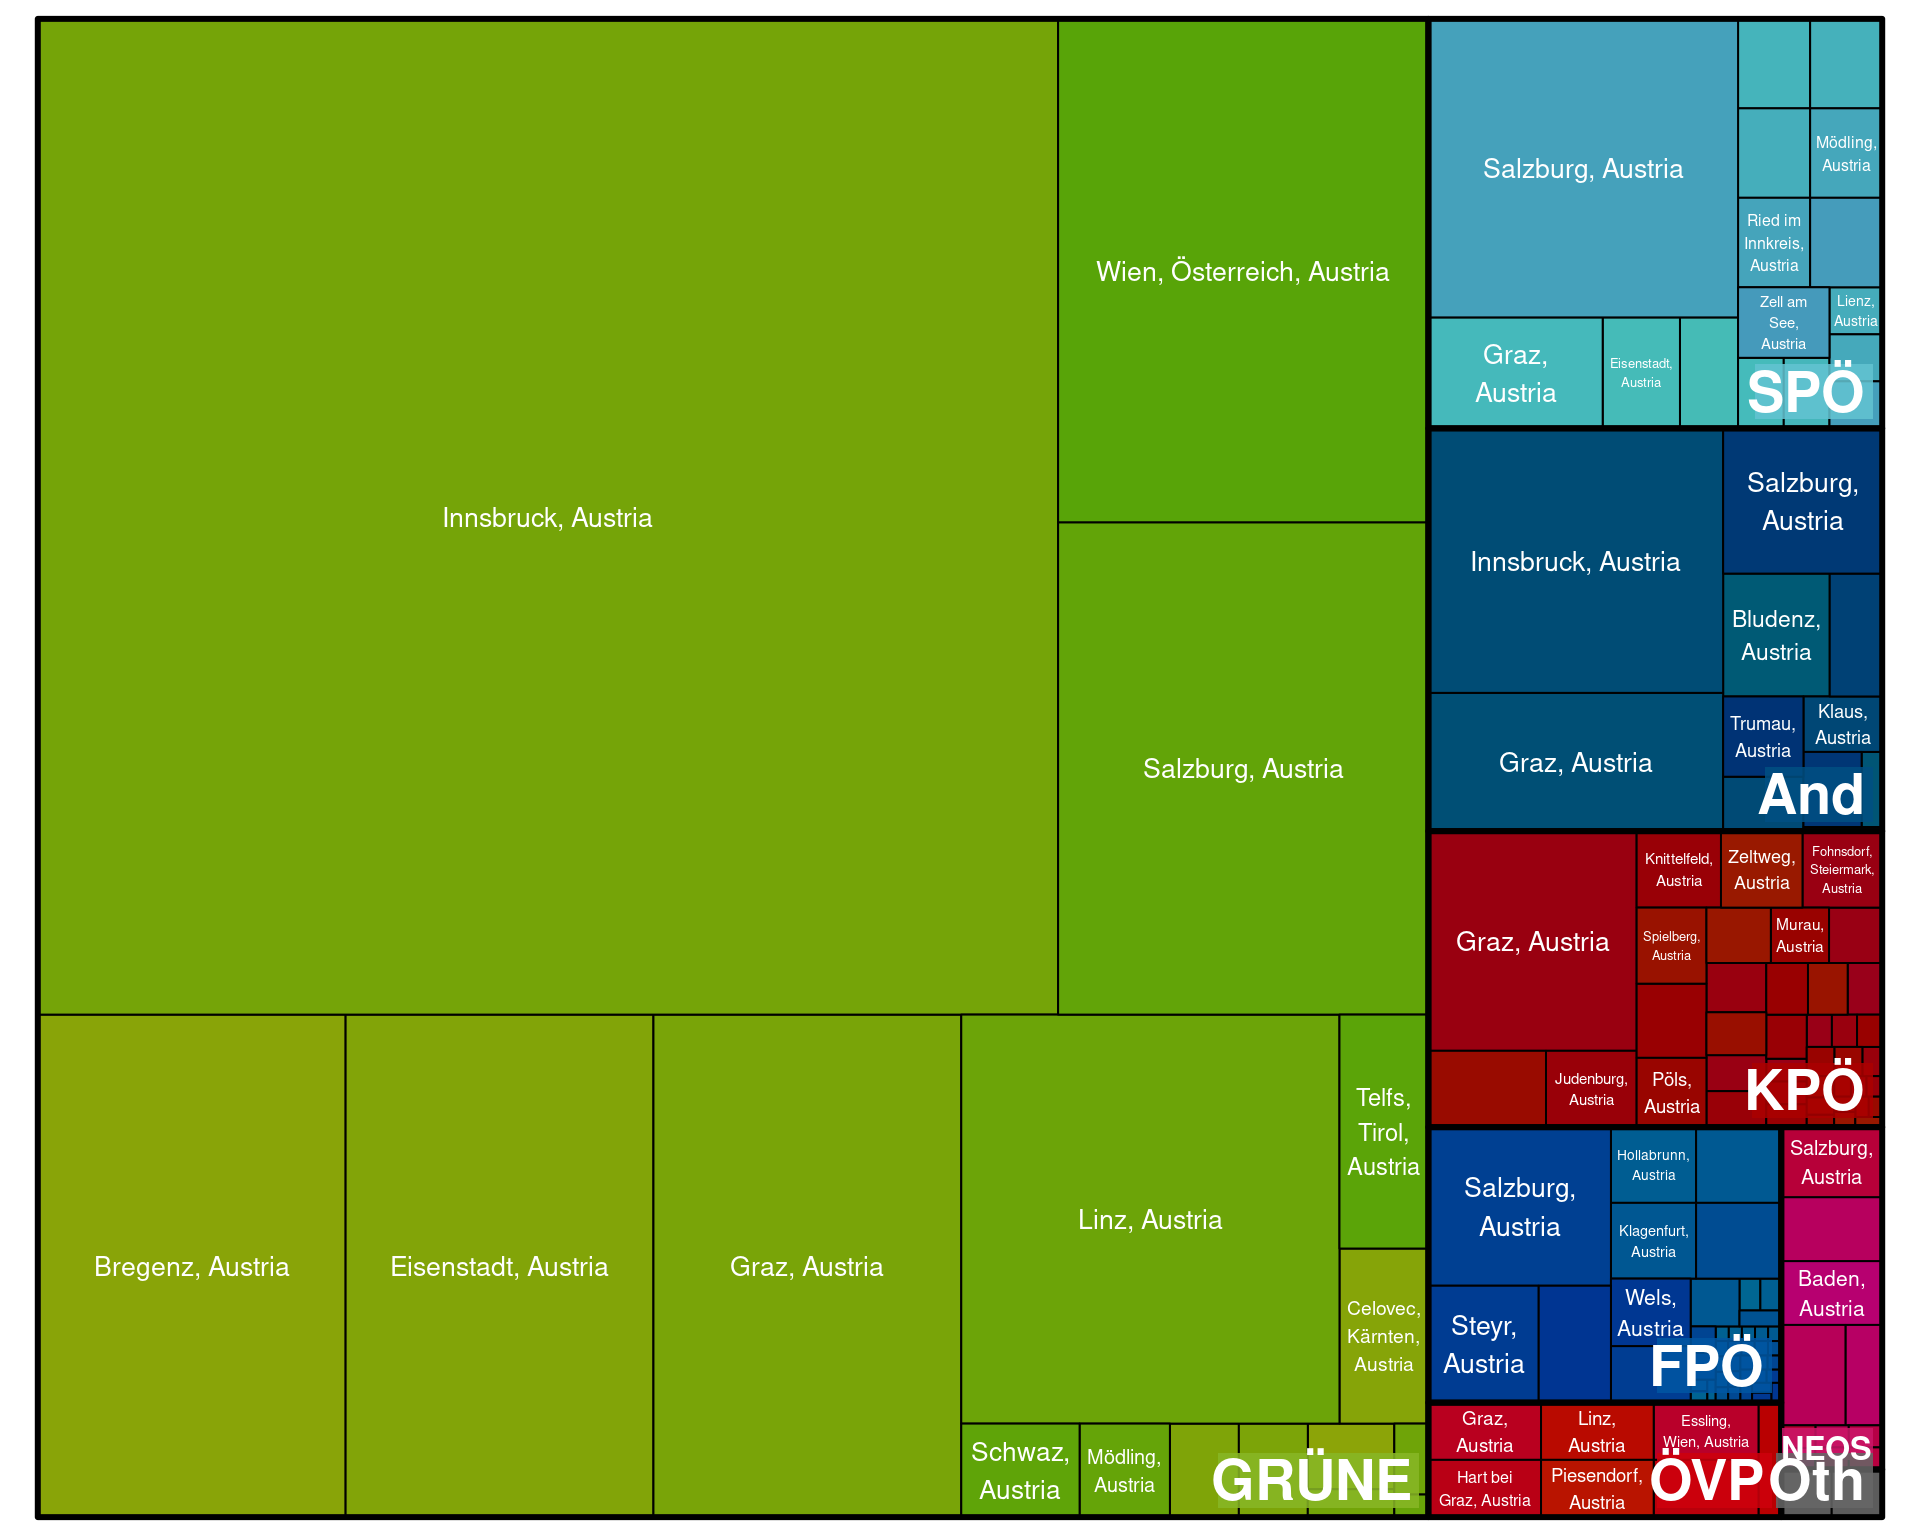 Innsbruck, Austria
Wien, Österreich, Austria
Salzburg, Austria
Bregenz, Austria
Eisenstadt, Austria
Graz, Austria
Linz, Austria
Telfs,
Tirol,
Austria
Celovec,
Kärnten,
Austria
Schwaz,
Austria
Mödling,
Austria
GRÜNE
Salzburg, Austria
Mödling,
Austria
Ried im
Innkreis,
Austria
Zell am
See,
Austria
Lienz,
Austria
Graz,
Austria
Eisenstadt,
Austria
SPÖ
Innsbruck, Austria
Salzburg,
Austria
Bludenz,
Austria
Graz, Austria
Trumau,
Austria
Klaus,
Austria
And
Graz, Austria
Knittelfeld,
Austria
Zeltweg,
Austria
Fohnsdorf,
Steiermark,
Austria
Spielberg,
Austria
Murau,
Austria
Judenburg,
Austria
Pöls,
Austria
KPÖ
Salzburg,
Austria
Hollabrunn,
Austria
Klagenfurt,
Austria
Steyr,
Austria
Wels,
Austria
FPÖ
Salzburg,
Austria
Baden,
Austria
NEOS
Graz,
Austria
Linz,
Austria
Essling,
Wien, Austria
Hart bei
Graz, Austria
Piesendorf,
Austria
ÖVP
Oth